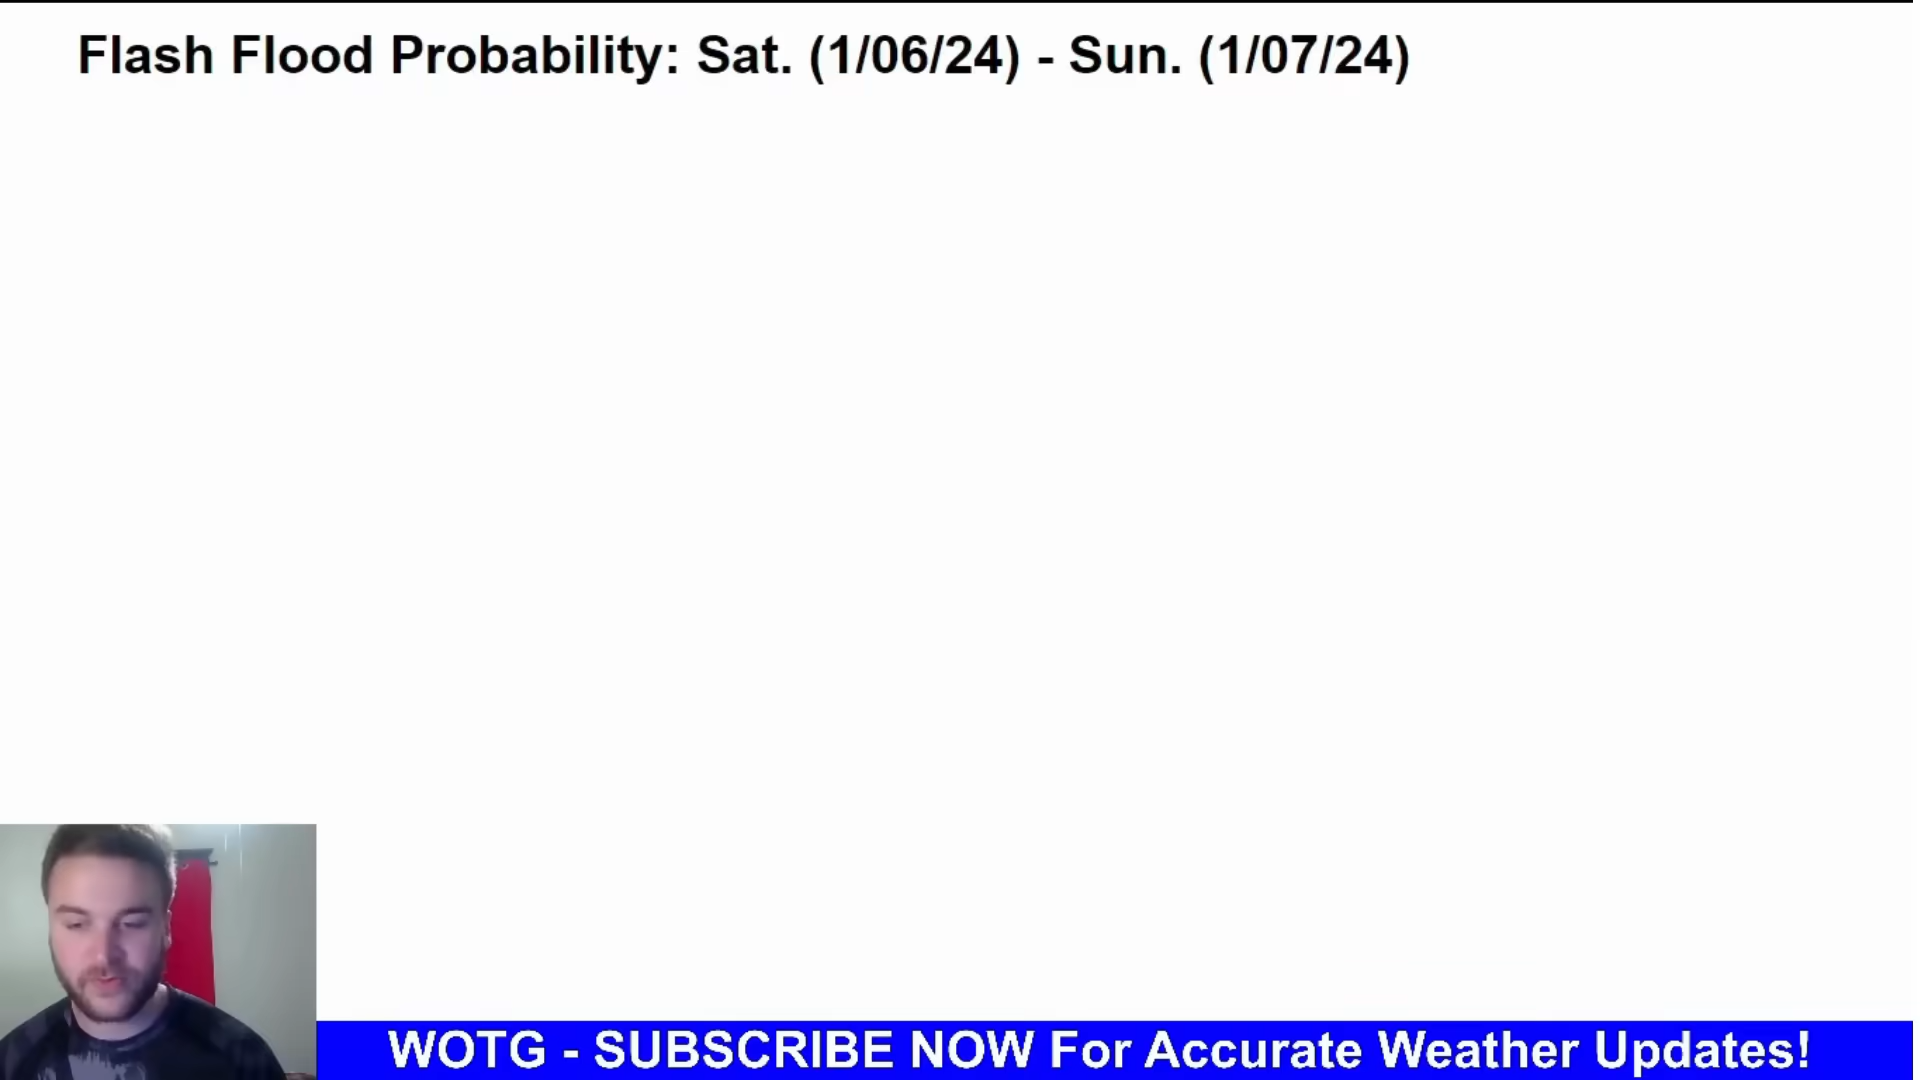 Flash Flood Probability: Sat. (1/06/24) - Sun. (1/07/24)
WOTG - SUBSCRIBE NOW For Accurate Weather Updates!